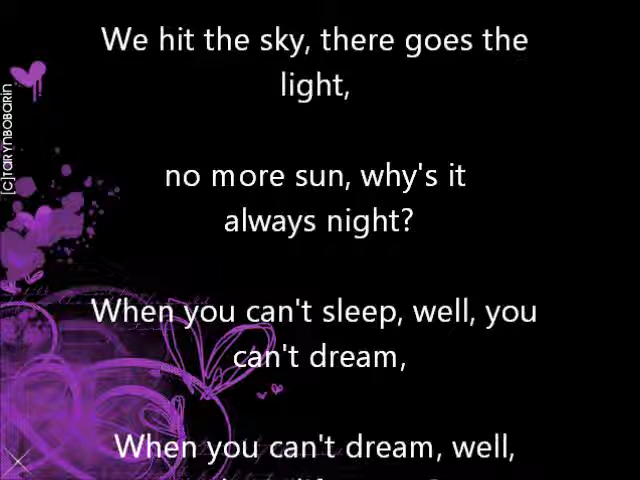 We hit the sky, there goes the
light,
no more sun, why's it
always night?
When you can't sleep, well, you
can't dream,
When you can't dream, well,
[C]TARYNBOBARIN